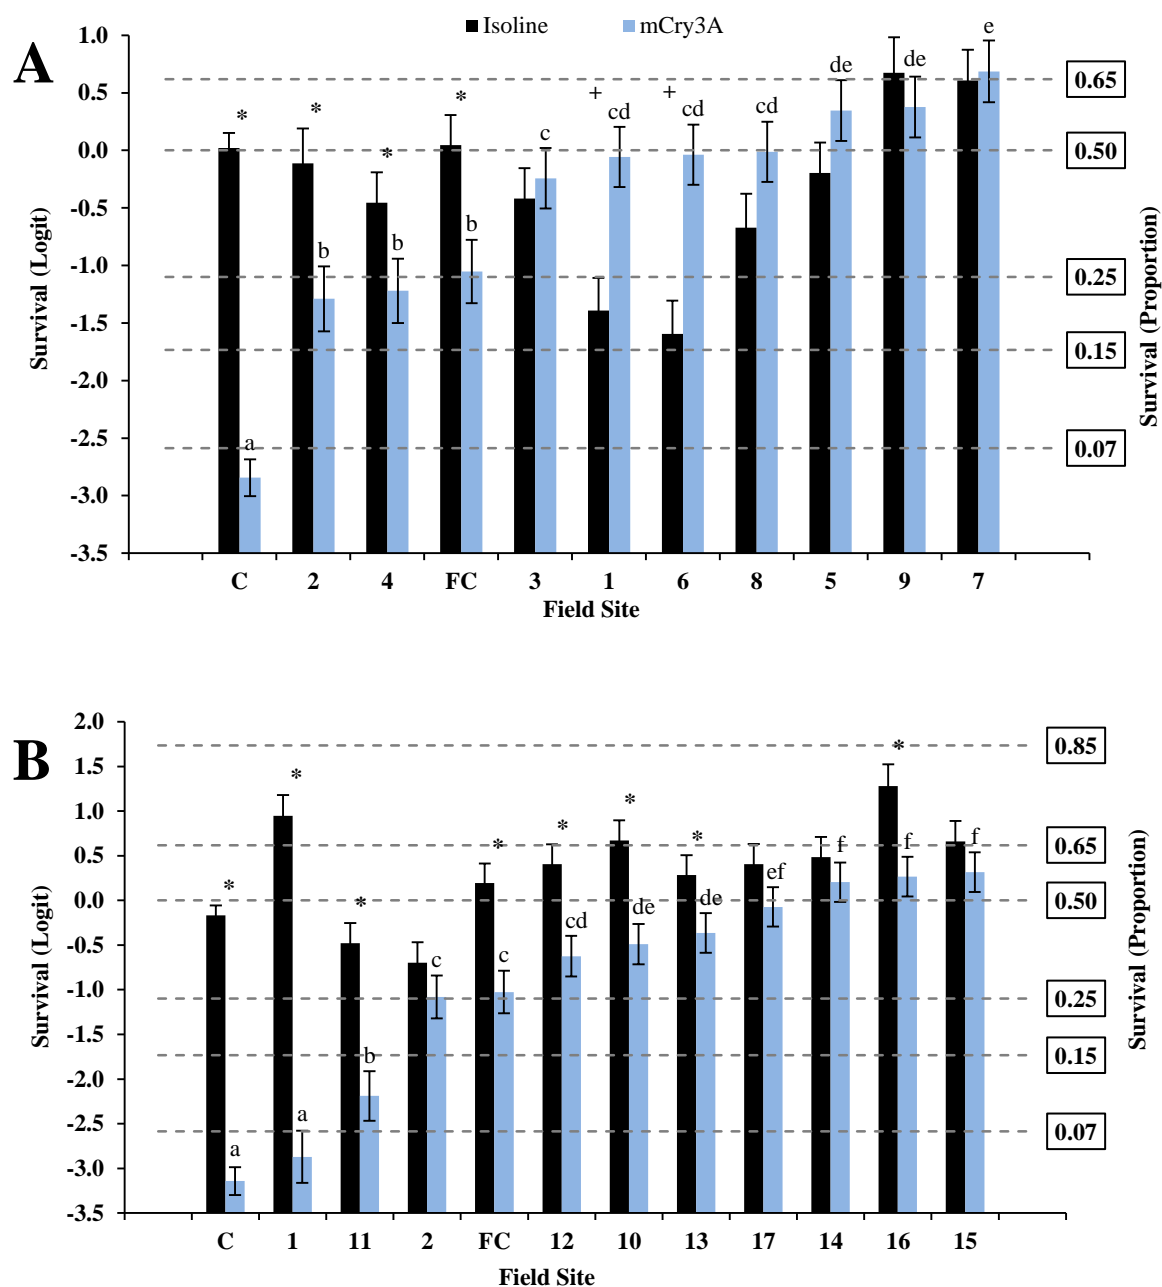 Isoline mCry3A
A
1.0
0.5
0.0
-0.5
-1.0
-1.5
-2.0
-2.5
-3.0
-3.5
Survival (Logit)
* * * * + +
a b b b c cd cd cd de de e
0.65
0.50
0.25
0.15
0.07
Survival (Proportion)
C 2 4 FC 3 1 6 8 5 9 7
Field Site
B
2.0
1.5
1.0
0.5
0.0
-0.5
-1.0
-1.5
-2.0
-2.5
-3.0
-3.5
Survival (Logit)
* * * * * * * *
a a b c c cd de de ef f f f
0.85
0.65
0.50
0.25
0.15
0.07
Survival (Proportion)
C 1 11 2 FC 12 10 13 17 14 16 15
Field Site